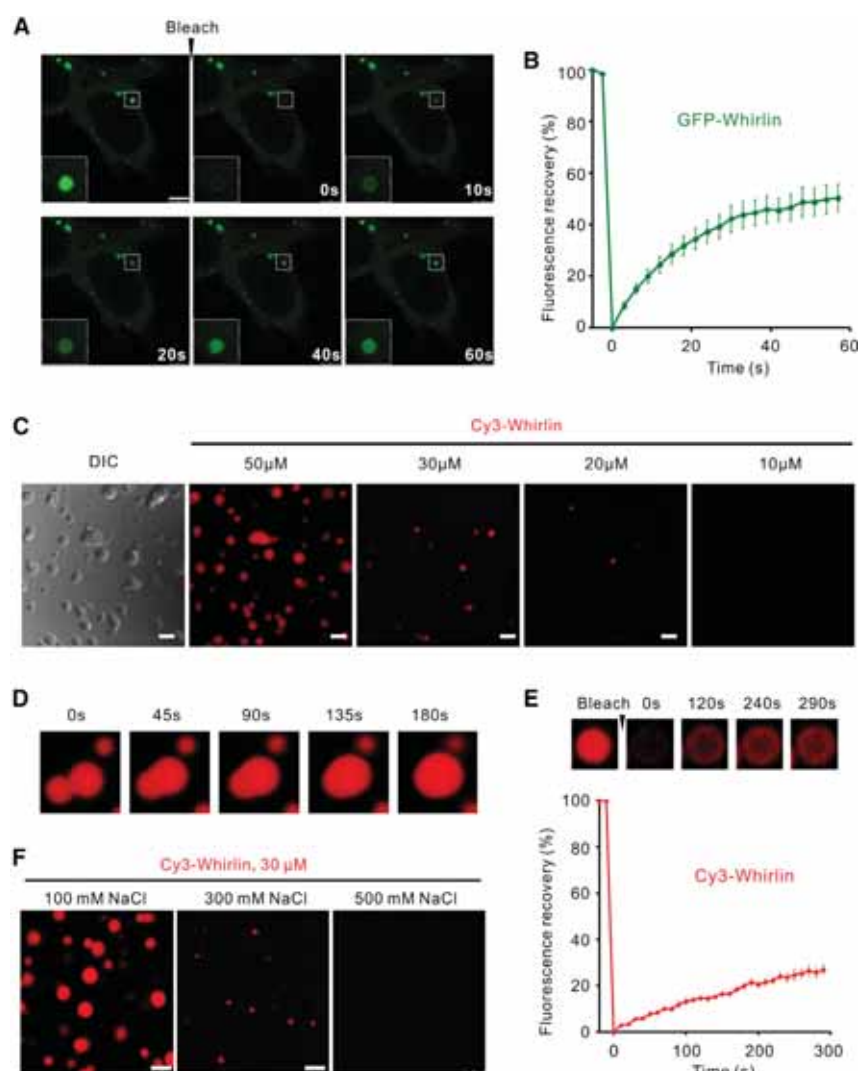 A
Bleach
0s
10s
20s
40s
60s
B
Fluorescence recovery (%)
100
80
60
40
20
0
GFP-Whirlin
0
20
40
60
Time (s)
C
Cy3-Whirlin
DIC
50μM
30μM
20μM
10μM
D
0s
45s
90s
135s
180s
E
Bleach
0s
120s
240s
290s
Fluorescence recovery (%)
100
80
60
40
20
0
Cy3-Whirlin
0
100
200
300
Time (s)
F
Cy3-Whirlin, 30 μM
100 mM NaCl
300 mM NaCl
500 mM NaCl